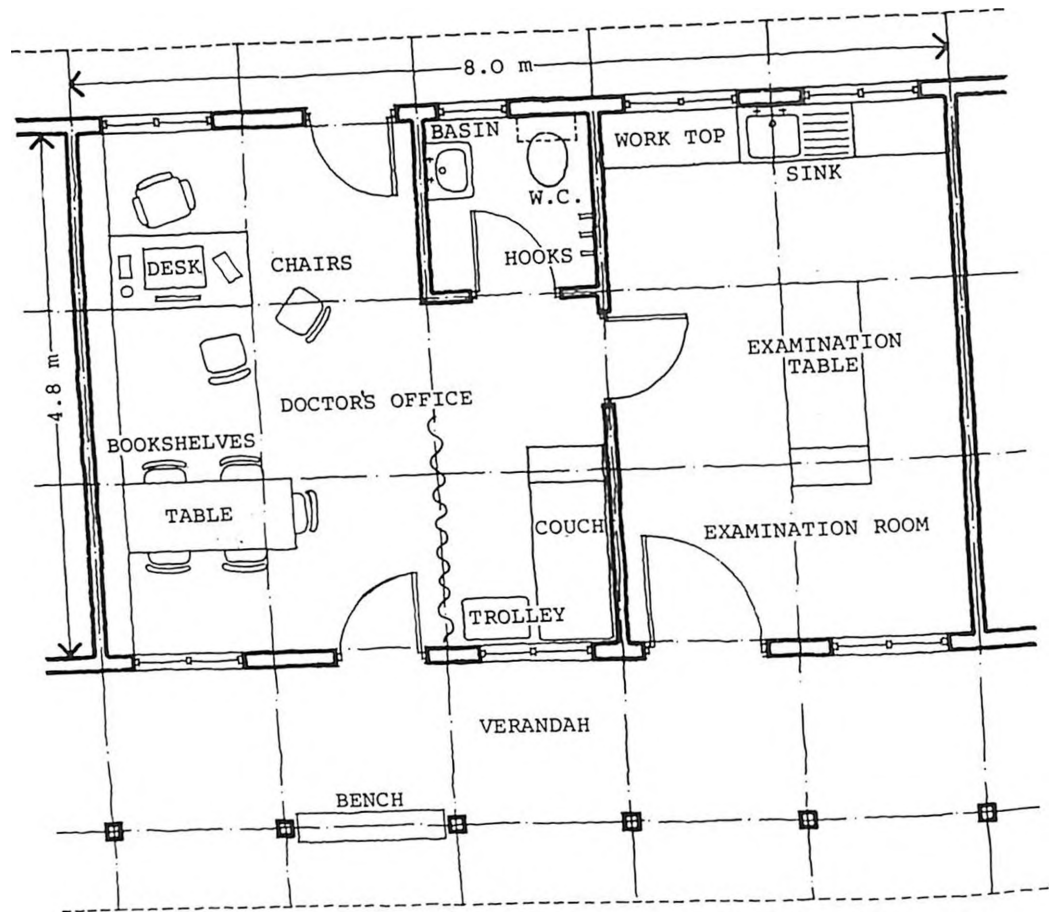 8.0 m
BASIN
WORK TOP
SINK
W.C.
HOOKS
DESK
CHAIRS
EXAMINATION
TABLE
4.8 m
DOCTOR'S OFFICE
BOOKSHELVES
TABLE
COUCH
EXAMINATION ROOM
TROLLEY
VERANDAH
BENCH